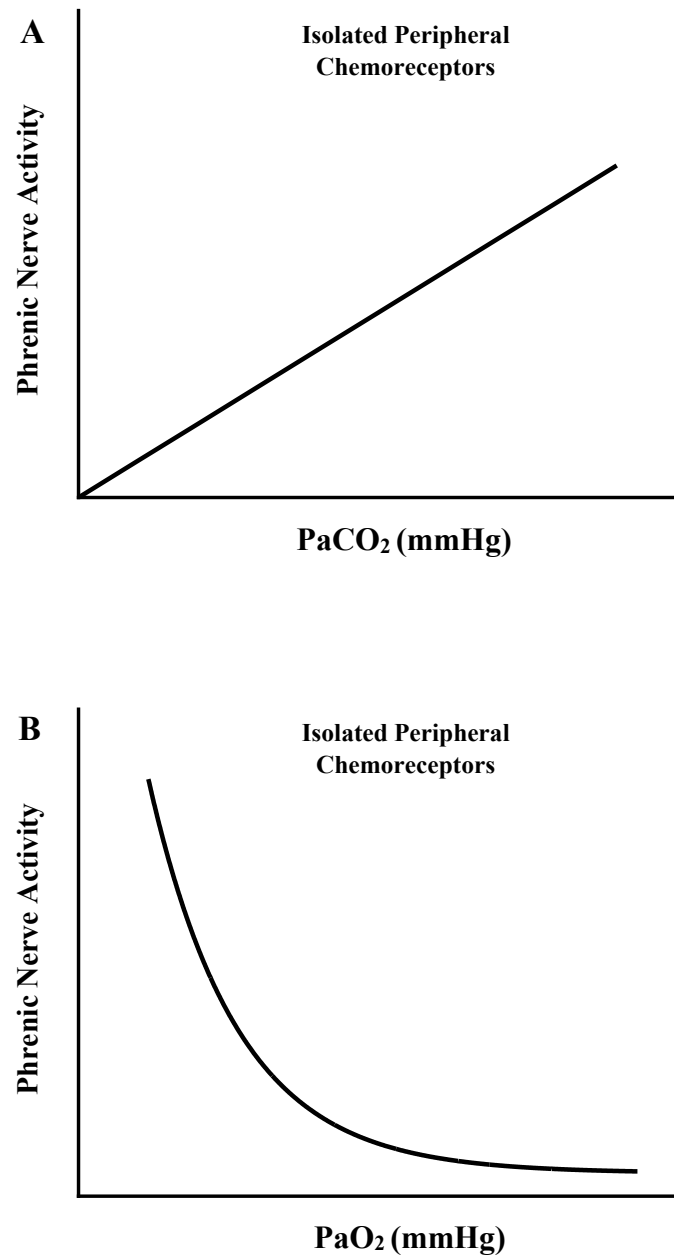 A
Isolated Peripheral
Chemoreceptors
Phrenic Nerve Activity
PaCO₂ (mmHg)
B
Isolated Peripheral
Chemoreceptors
Phrenic Nerve Activity
PaO₂ (mmHg)